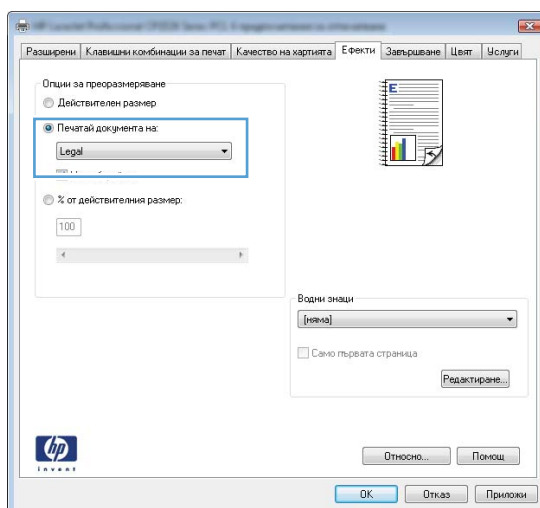 Разширени Клавишни комбинации за печат Качество на хартията Ефекти Завършване Цвят Услуги
Опции за преоразмеряване
Действителен размер
Печатай документа на:
Legal
% от действителния размер:
100
E
Водни знаци
[няма]
Само първата страница
Редактиране...
hp
invent
Относно... Помощ
OK Отказ Приложи